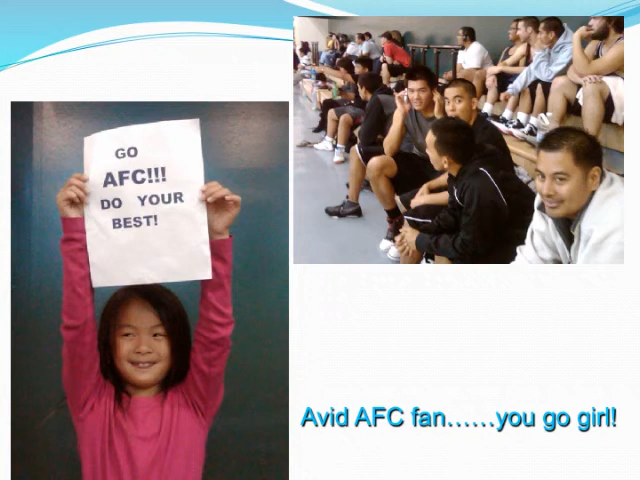 GO
AFC!!!
DO YOUR
BEST!
Avid AFC fan......you go girl!